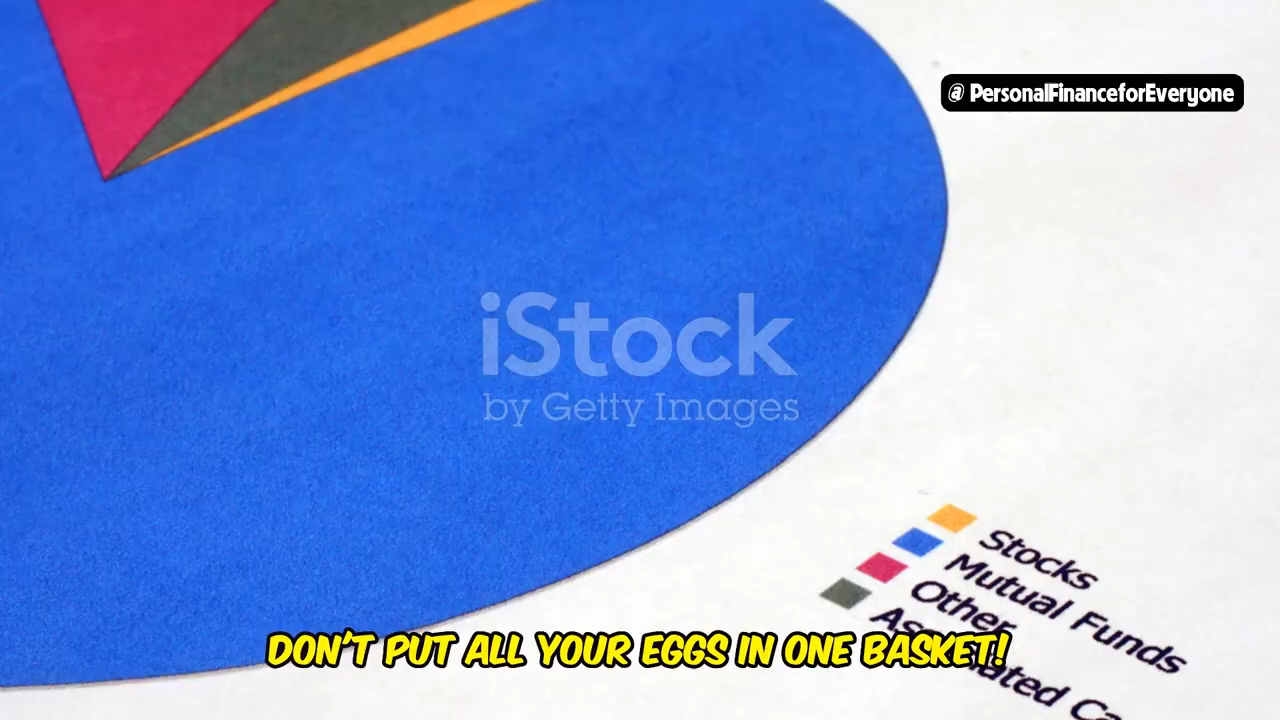 @ PersonalFinanceforEveryone
iStock
by Getty Images
Stocks
Mutual Funds
Other
DON'T PUT ALL YOUR EGGS IN ONE BASKET!